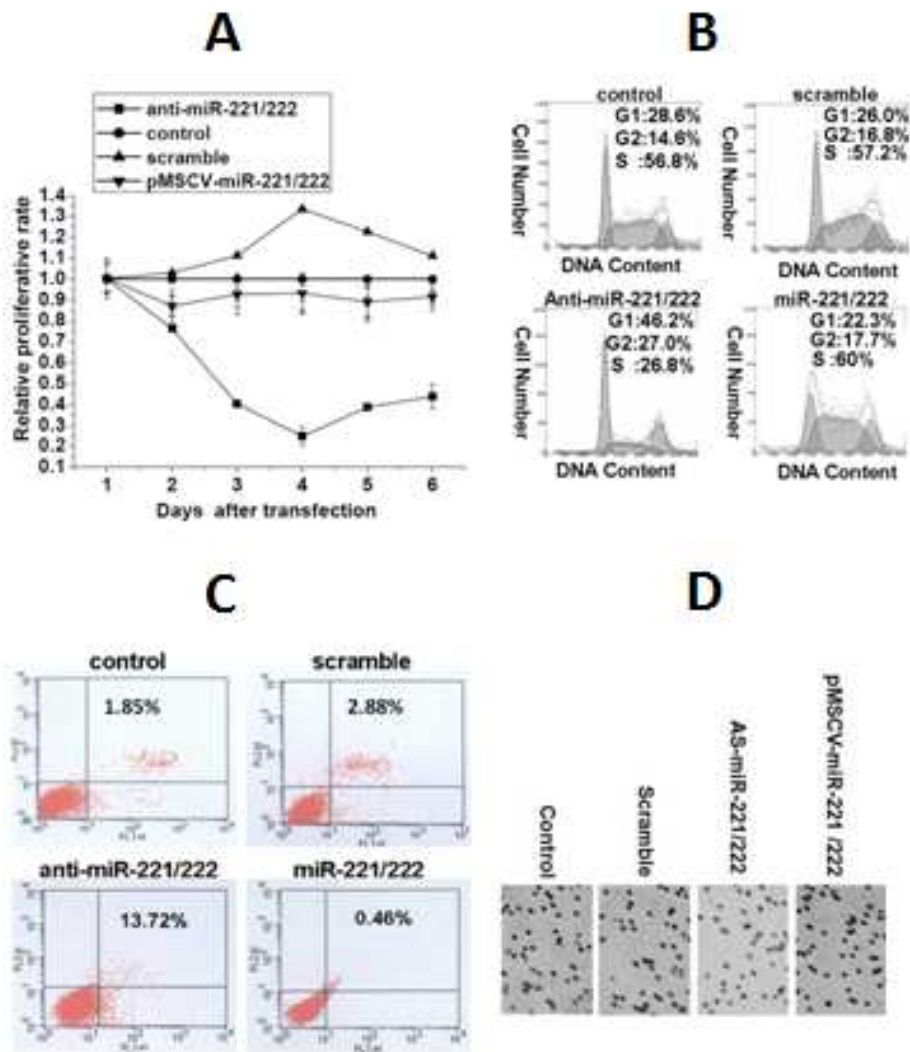 A
anti-miR-221/222
control
scramble
pMSCV-miR-221/222
1.4
1.3
1.2
1.1
1.0
0.9
0.8
0.7
0.6
0.5
0.4
0.3
0.2
0.1
Relative proliferative rate
1 2 3 4 5 6
Days after transfection
B
control
G1:28.6%
G2:14.6%
S :56.8%
Cell Number
DNA Content
scramble
G1:26.0%
G2:16.8%
S :57.2%
Cell Number
DNA Content
Anti-miR-221/222
G1:46.2%
G2:27.0%
S :26.8%
Cell Number
DNA Content
miR-221/222
G1:22.3%
G2:17.7%
S :60%
Cell Number
DNA Content
C
control
1.85%
scramble
2.88%
anti-miR-221/222
13.72%
miR-221/222
0.46%
D
Control
Scramble
AS-miR-221/222
pMSCV-miR-221 /222